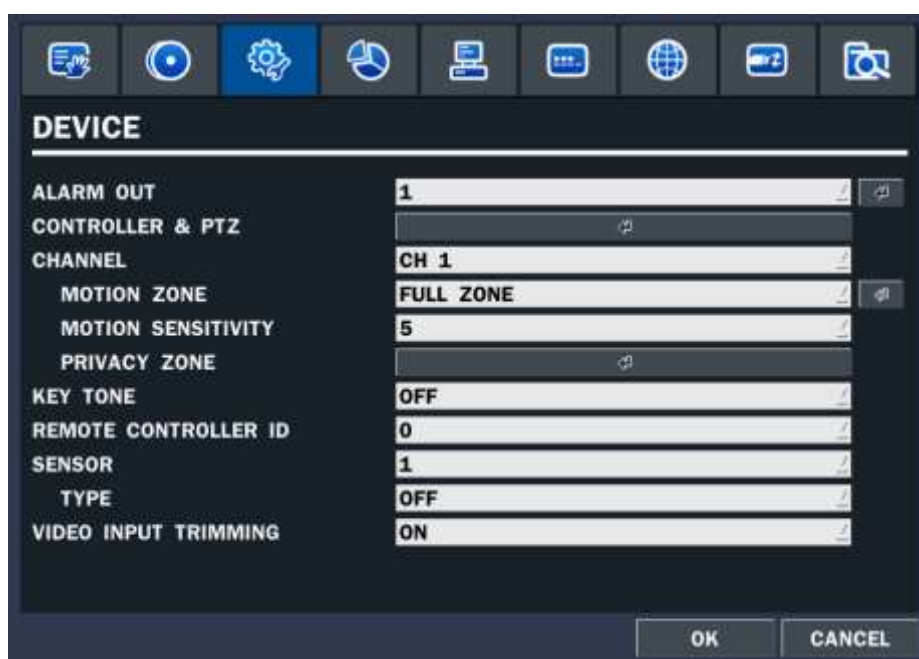 DEVICE
ALARM OUT 1
CONTROLLER & PTZ
CHANNEL CH 1
MOTION ZONE FULL ZONE
MOTION SENSITIVITY 5
PRIVACY ZONE
KEY TONE OFF
REMOTE CONTROLLER ID 0
SENSOR 1
TYPE OFF
VIDEO INPUT TRIMMING ON
OK CANCEL